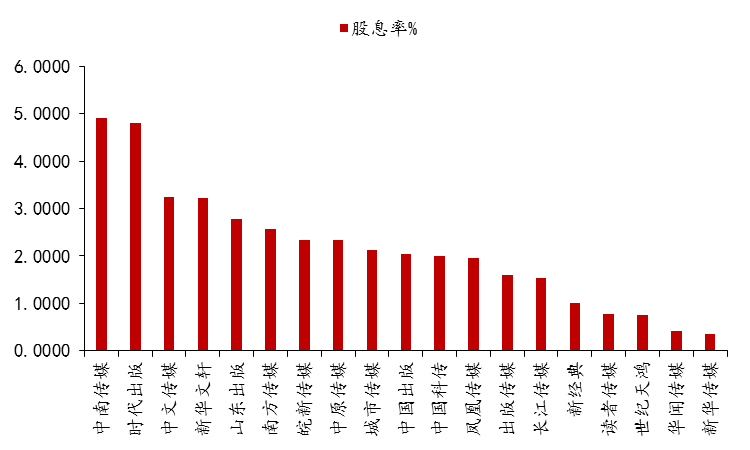 股息率%
6.0000
5.0000
4.0000
3.0000
2.0000
1.0000
0.0000
中南传媒
时代出版
中文传媒
新华文轩
山东出版
南方传媒
皖新传媒
中原传媒
城市传媒
中国出版
中国科传
凤凰传媒
出版传媒
长江传媒
新经典
读者传媒
世纪天鸿
华闻传媒
新华传媒